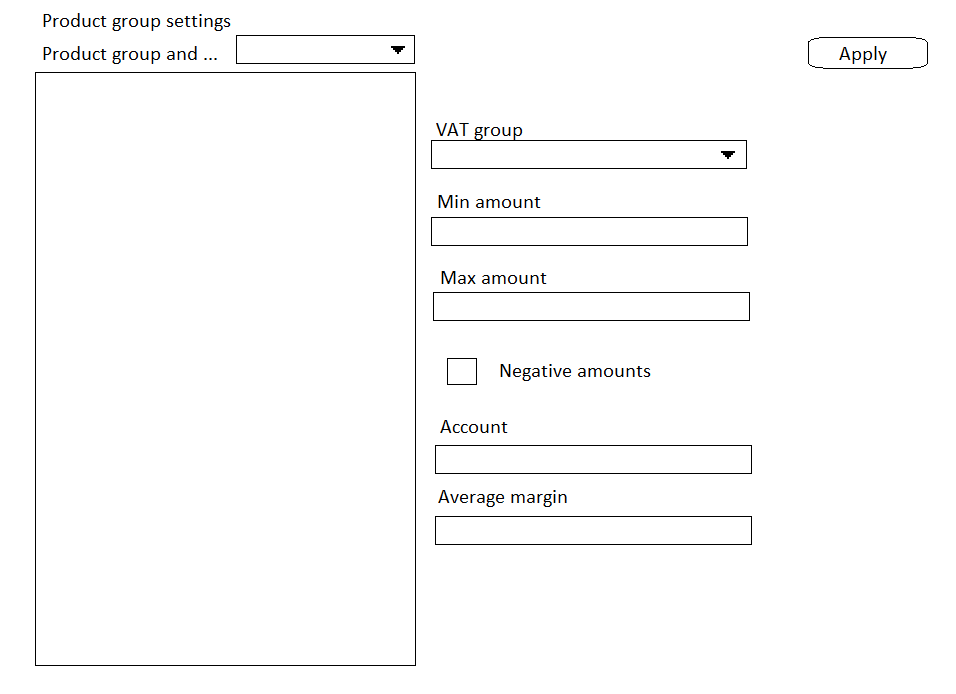 Product group settings
Product group and ...
Apply
VAT group
Min amount
Max amount
Negative amounts
Account
Average margin